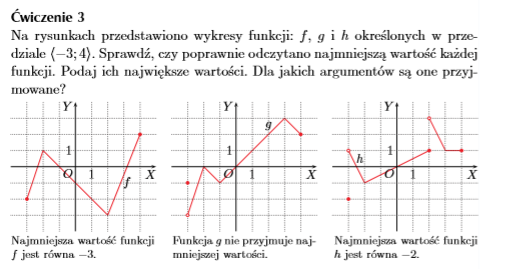 Ćwiczenie 3
Na rysunkach przedstawiono wykresy funkcji: f, g i h określonych w prze-
dziale ⟨−3; 4⟩. Sprawdź, czy poprawnie odczytano najmniejszą wartość każdej
funkcji. Podaj ich największe wartości. Dla jakich argumentów są one przyj-
mowane?
Y
1
O 1 X
f
Y
g
1
O 1 X
Y
h
1
O 1 X
Najmniejsza wartość funkcji
f jest równa −3.
Funkcja g nie przyjmuje naj-
mniejszej wartości.
Najmniejsza wartość funkcji
h jest równa −2.